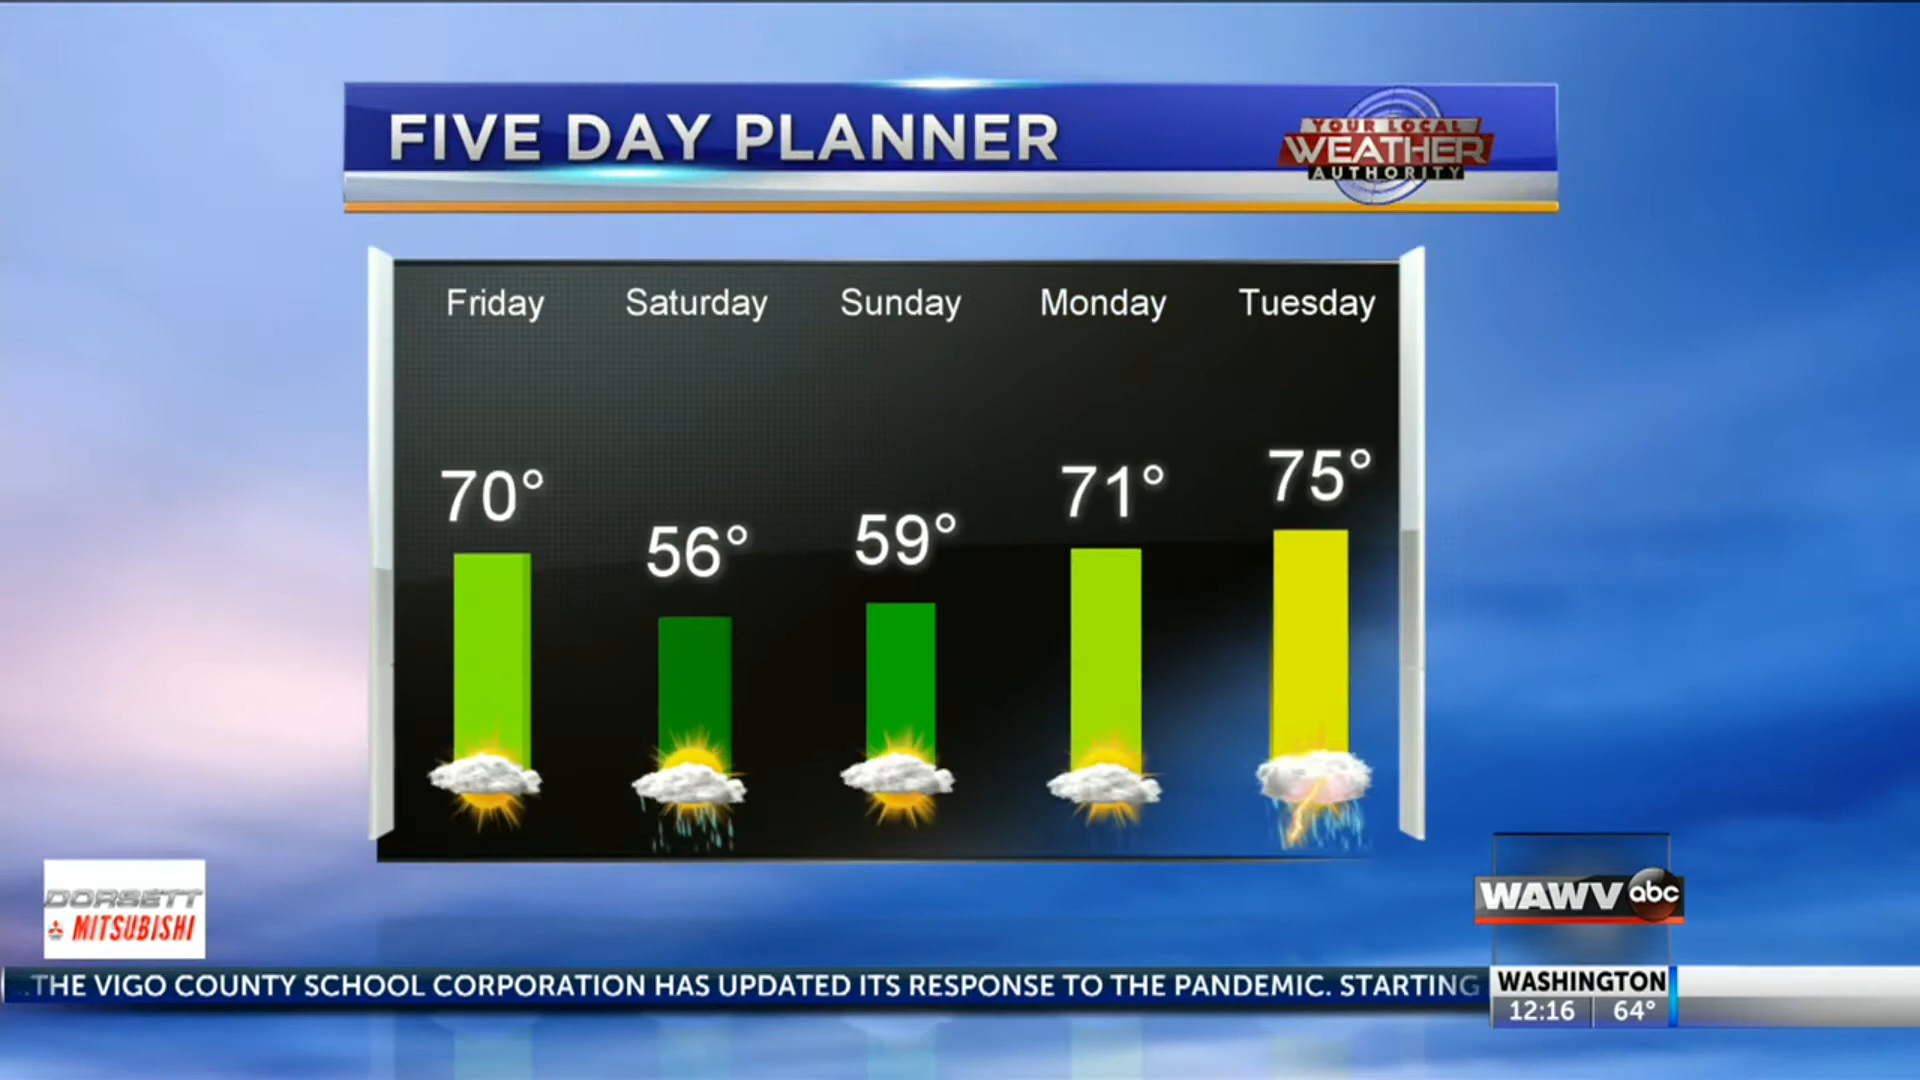 FIVE DAY PLANNER
YOUR LOCAL
WEATHER
AUTHORITY
Friday Saturday Sunday Monday Tuesday
70° 56° 59° 71° 75°
DORSETT
MITSUBISHI
WAWV abc
..THE VIGO COUNTY SCHOOL CORPORATION HAS UPDATED ITS RESPONSE TO THE PANDEMIC. STARTING
WASHINGTON
12:16 64°